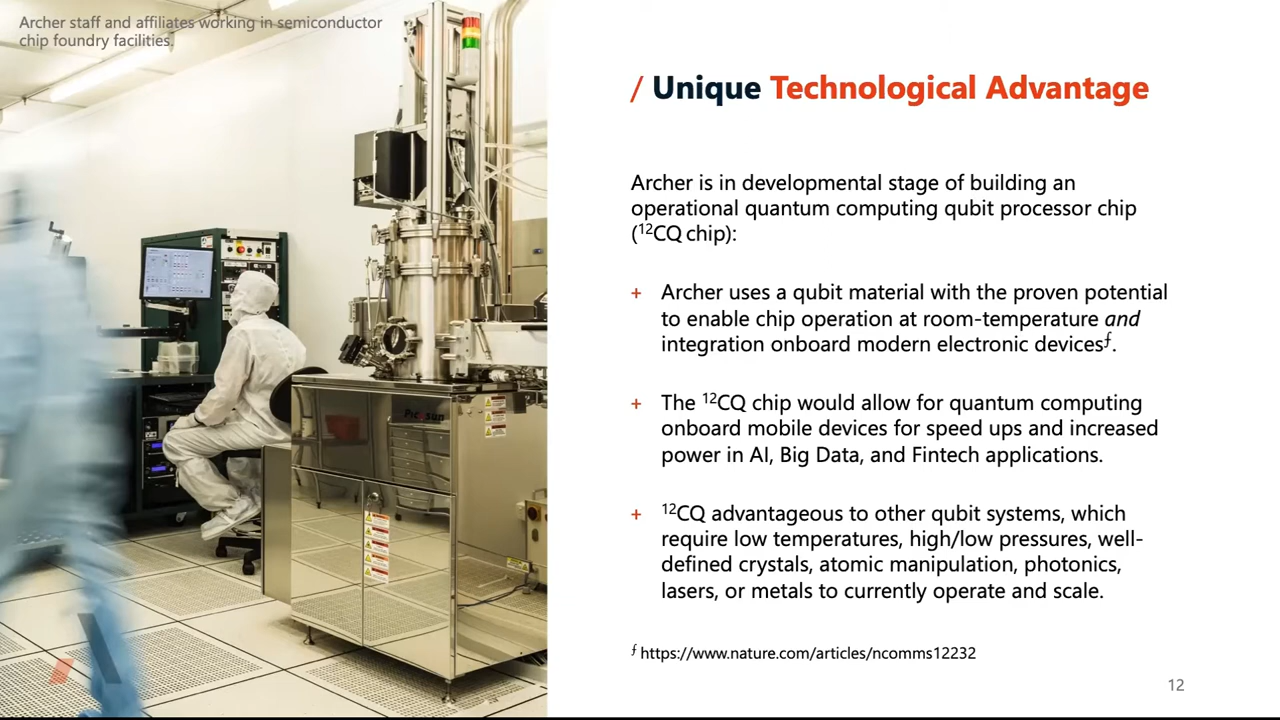 Archer staff and affiliates working in semiconductor
chip foundry facilities.
/ Unique Technological Advantage
Archer is in developmental stage of building an
operational quantum computing qubit processor chip
(¹²CQ chip):
+ Archer uses a qubit material with the proven potential
to enable chip operation at room-temperature and
integration onboard modern electronic devicesƒ.
+ The ¹²CQ chip would allow for quantum computing
onboard mobile devices for speed ups and increased
power in AI, Big Data, and Fintech applications.
+ ¹²CQ advantageous to other qubit systems, which
require low temperatures, high/low pressures, well-
defined crystals, atomic manipulation, photonics,
lasers, or metals to currently operate and scale.
ƒ https://www.nature.com/articles/ncomms12232
12
Picosun